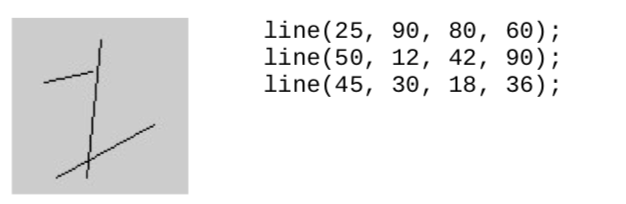 line(25, 90, 80, 60);
line(50, 12, 42, 90);
line(45, 30, 18, 36);